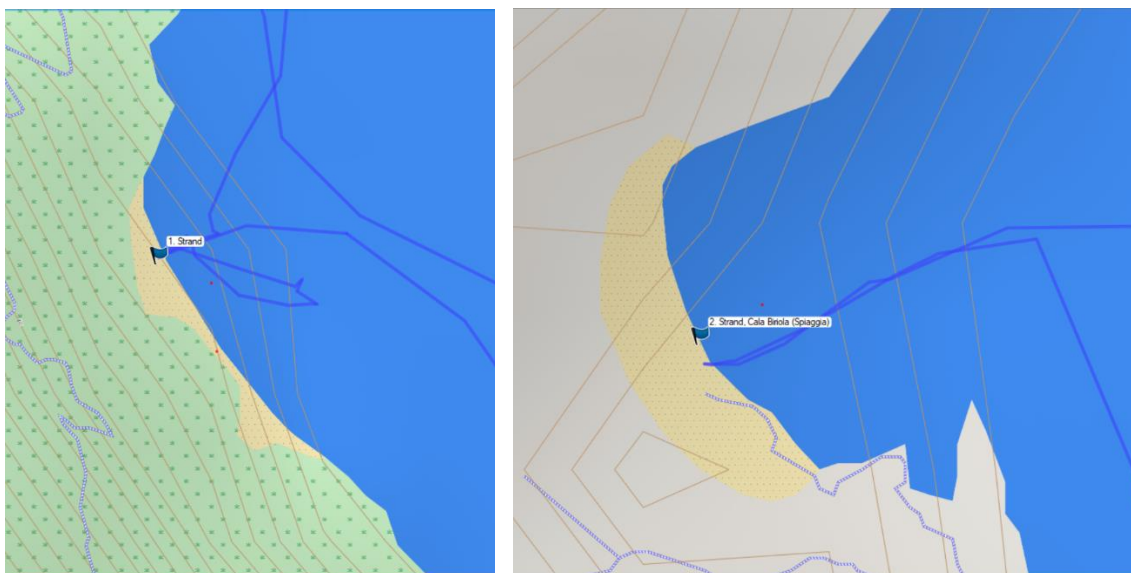 1. Strand
2. Strand, Cala Biriola (Spiaggia)